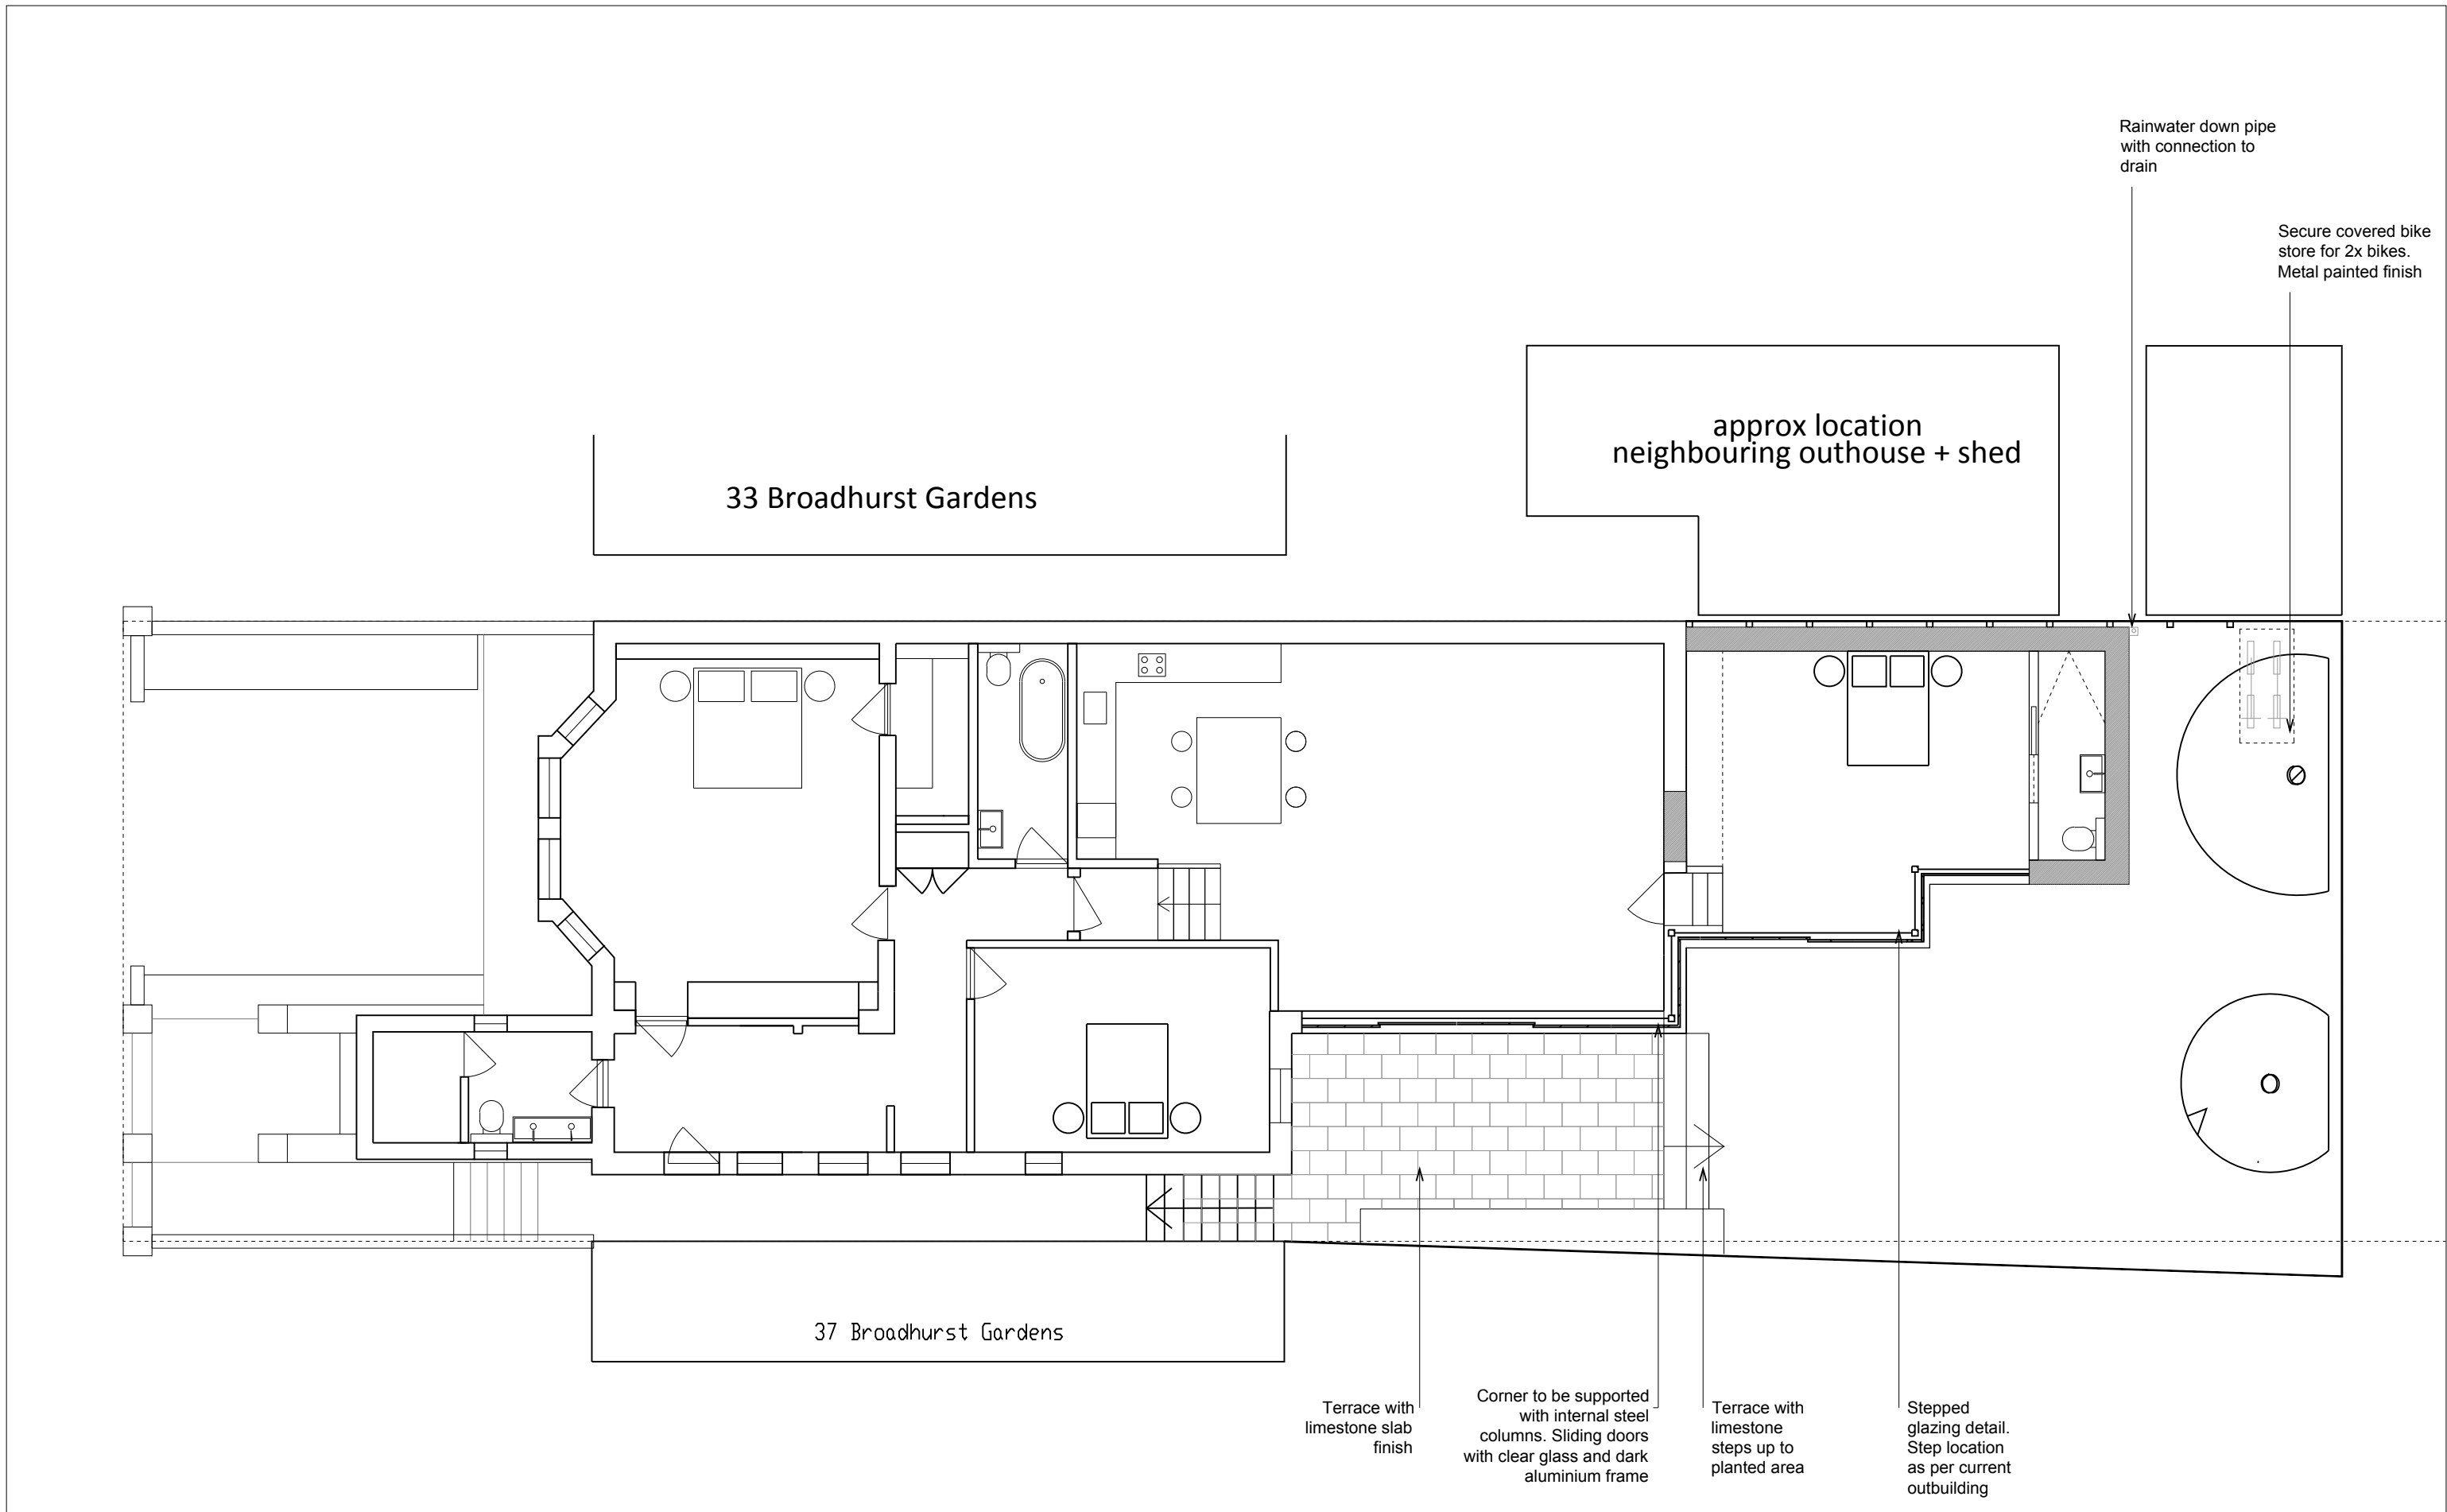 Rainwater down pipe
with connection to
drain
Secure covered bike
store for 2x bikes.
Metal painted finish
approx location
neighbouring outhouse + shed
33 Broadhurst Gardens
37 Broadhurst Gardens
Terrace with
limestone slab
finish
Corner to be supported
with internal steel
columns. Sliding doors
with clear glass and dark
aluminium frame
Terrace with
limestone
steps up to
planted area
Stepped
glazing detail.
Step location
as per current
outbuilding